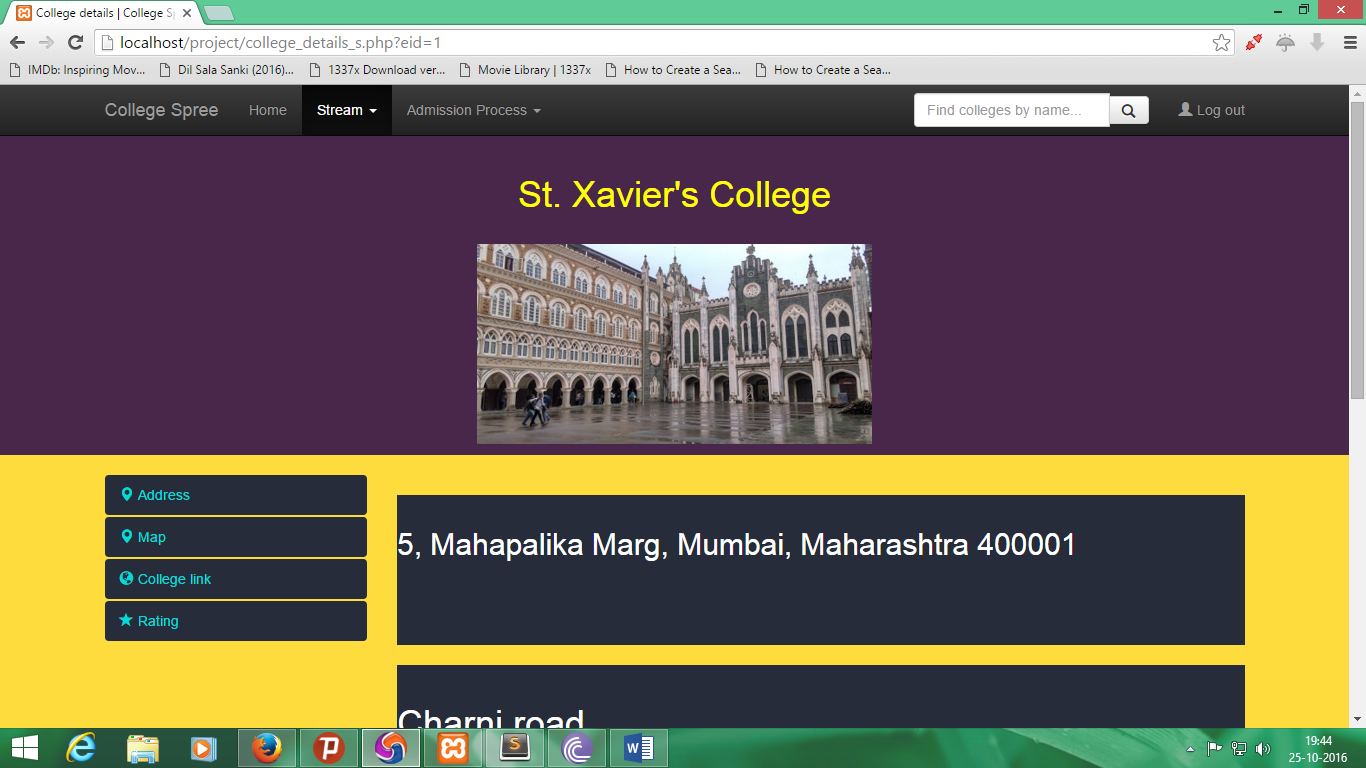 College details | College Sp
localhost/project/college_details_s.php?eid=1
IMDb: Inspiring Mov... Dil Sala Sanki (2016)... 1337x Download ver... Movie Library | 1337x How to Create a Sea... How to Create a Sea...
College Spree Home Stream Admission Process Find colleges by name... Log out
St. Xavier's College
Address
Map
College link
Rating
5, Mahapalika Marg, Mumbai, Maharashtra 400001
Charni road
19:44
25-10-2016